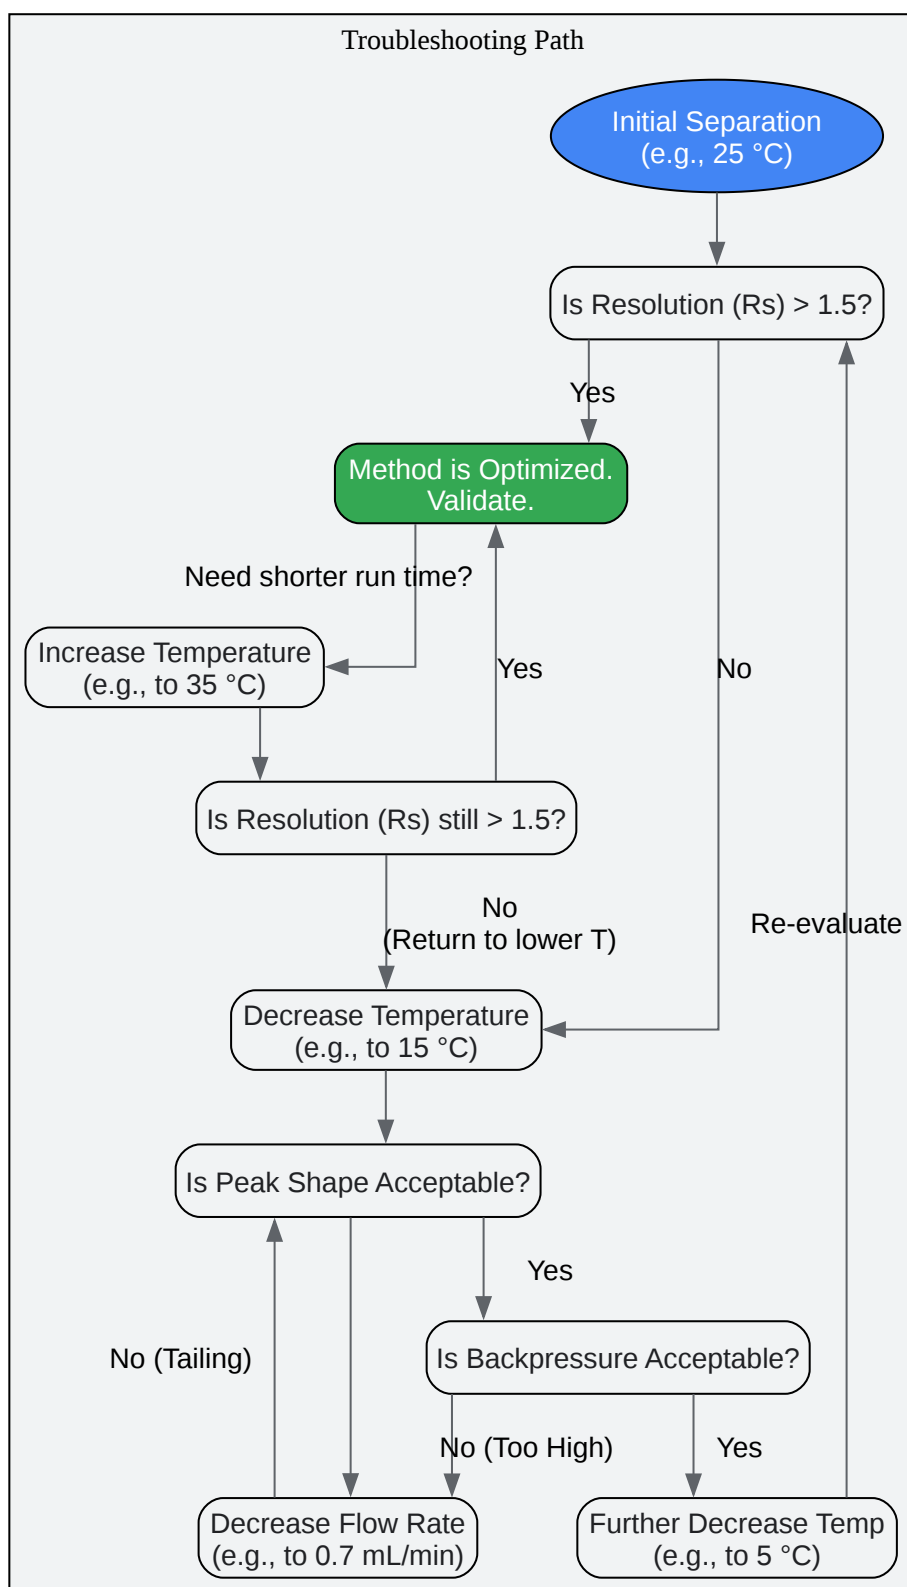 Troubleshooting Path
Initial Separation
(e.g., 25 °C)
Is Resolution (Rs) > 1.5?
Yes
Method is Optimized.
Validate.
Need shorter run time?
Increase Temperature
(e.g., to 35 °C)
Yes
No
Is Resolution (Rs) still > 1.5?
No
(Return to lower T)
Re-evaluate
Decrease Temperature
(e.g., to 15 °C)
Is Peak Shape Acceptable?
Yes
No (Tailing)
Is Backpressure Acceptable?
No (Too High)
Yes
Decrease Flow Rate
(e.g., to 0.7 mL/min)
Further Decrease Temp
(e.g., to 5 °C)